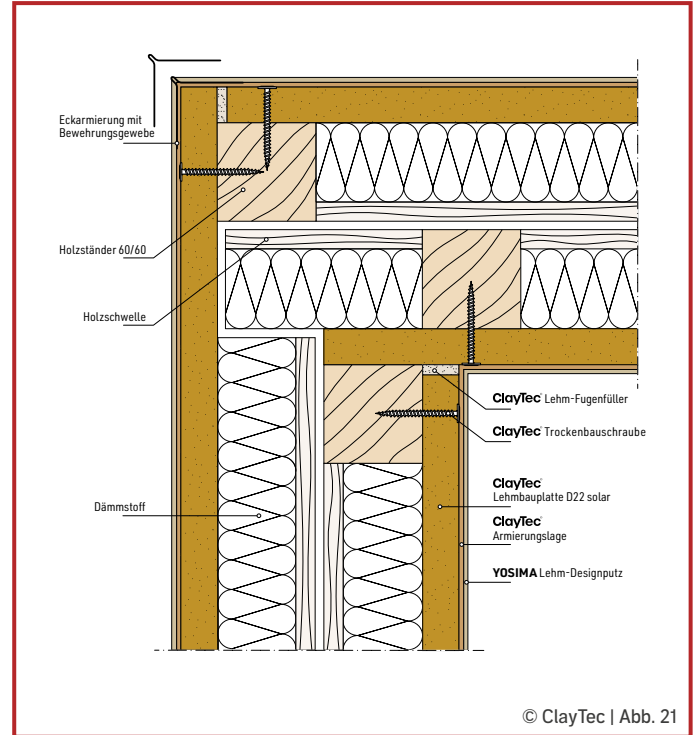 Eckarmierung mit
Bewehrungsgewebe
Holzständer 60/60
Holzschwelle
Dämmstoff
ClayTec® Lehm-Fugenfüller
ClayTec® Trockenbauschraube
ClayTec®
Lehmbauplatte D22 solar
ClayTec®
Armierungslage
YOSIMA Lehm-Designputz
© ClayTec | Abb. 21